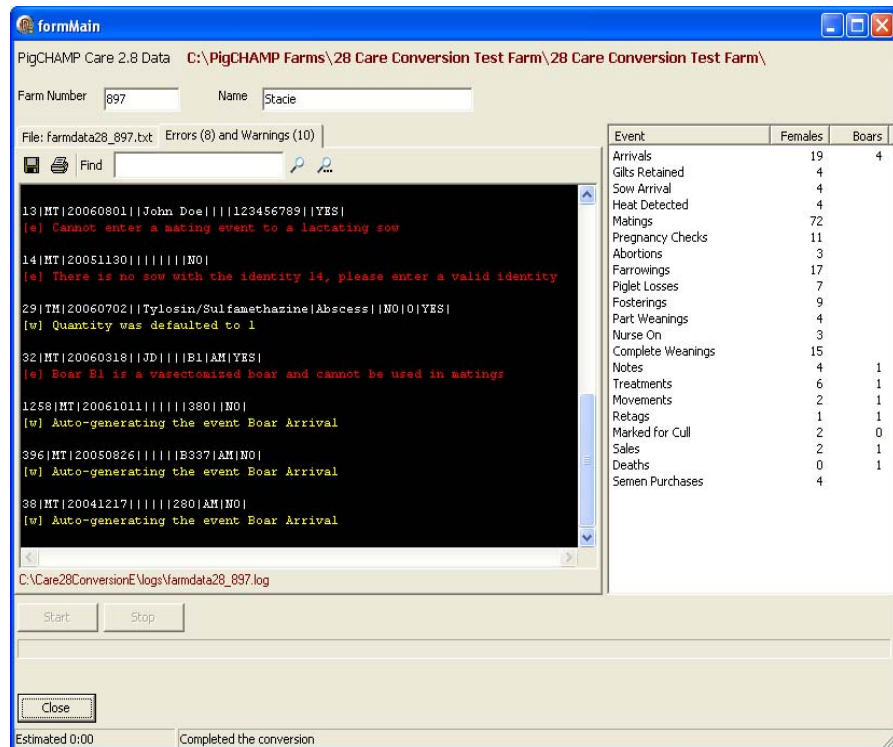 formMain
PigCHAMP Care 2.8 Data C:\PigCHAMP Farms\28 Care Conversion Test Farm\28 Care Conversion Test Farm\
Farm Number 897 Name Stacie
File: farmdata28_897.txt Errors (8) and Warnings (10)
Find
13|MT|20060801||John Doe||||123456789||YES|
[e] Cannot enter a mating event to a lactating sow
14|MT|20051130||||||||NO|
[e] There is no sow with the identity 14, please enter a valid identity
29|TM|20060702||Tylosin/Sulfamethazine|Abscess||NO|0|YES|
[w] Quantity was defaulted to 1
32|MT|20060318||JD||||B1|AM|YES|
[e] Boar B1 is a vasectomized boar and cannot be used in matings
1258|MT|20061011||||||380||NO|
[w] Auto-generating the event Boar Arrival
396|MT|20050826||||||B337|AM|NO|
[w] Auto-generating the event Boar Arrival
38|MT|20041217||||||280|AM|NO|
[w] Auto-generating the event Boar Arrival
C:\Care28ConversionE\logs\farmdata28_897.log
Event Females Boars
Arrivals 19 4
Gilts Retained 4
Sow Arrival 4
Heat Detected 4
Matings 72
Pregnancy Checks 11
Abortions 3
Farrowings 17
Piglet Losses 7
Fosterings 9
Part Weanings 4
Nurse On 3
Complete Weanings 15
Notes 4 1
Treatments 6 1
Movements 2 1
Retags 1 1
Marked for Cull 2 0
Sales 2 1
Deaths 0 1
Semen Purchases 4
Start Stop
Close
Estimated 0:00 Completed the conversion